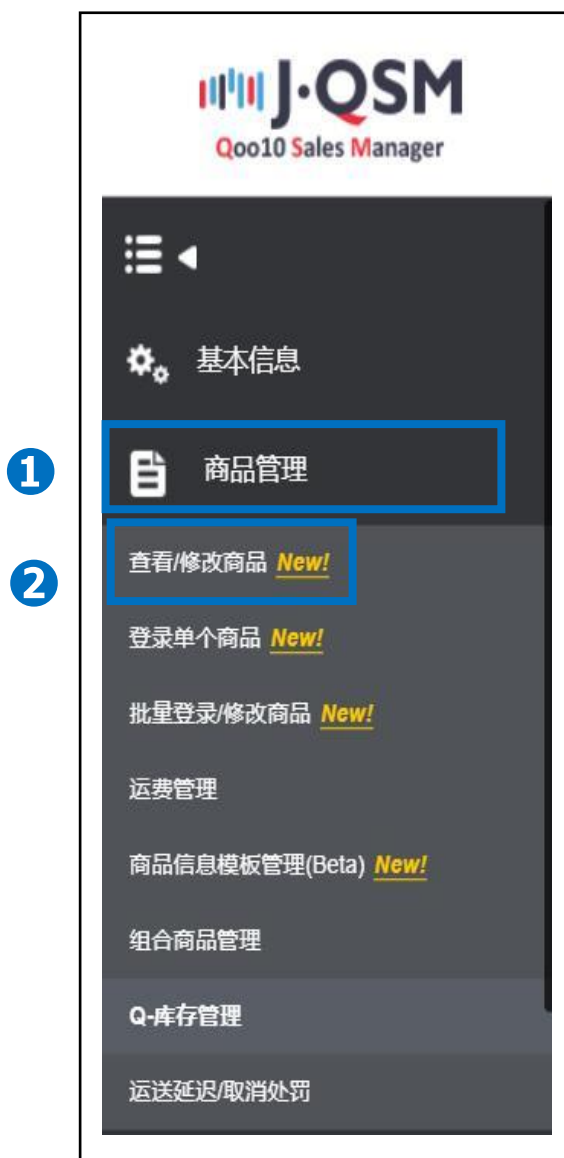 J·QSM
Qoo10 Sales Manager
基本信息
1
商品管理
2
查看/修改商品 New!
登录单个商品 New!
批量登录/修改商品 New!
运费管理
商品信息模板管理(Beta) New!
组合商品管理
Q-库存管理
运送延迟/取消处罚